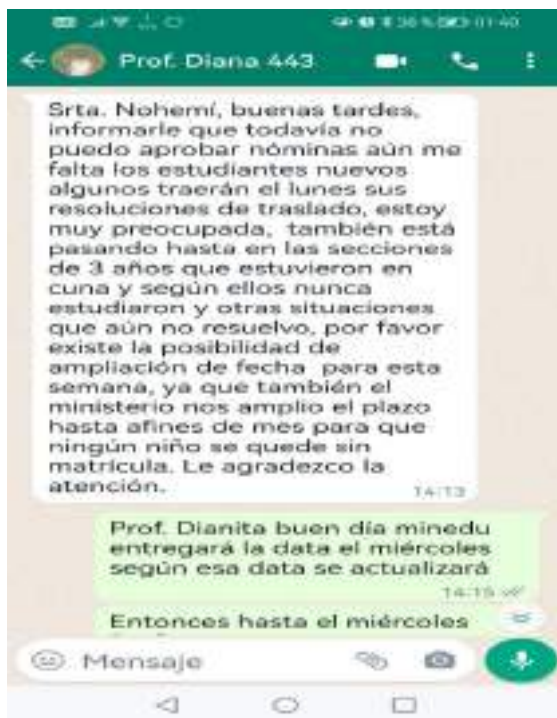 36 % 01:40
Prof. Diana 443
Srta. Nohemí, buenas tardes,
informarle que todavía no
puedo aprobar nóminas aún me
falta los estudiantes nuevos
algunos traerán el lunes sus
resoluciones de traslado, estoy
muy preocupada, también está
pasando hasta en las secciones
de 3 años que estuvieron en
cuna y según ellos nunca
estudiaron y otras situaciones
que aún no resuelvo, por favor
existe la posibilidad de
ampliación de fecha para esta
semana, ya que también el
ministerio nos amplio el plazo
hasta afines de mes para que
ningún niño se quede sin
matrícula. Le agradezco la
atención.
14:13
Prof. Dianita buen día minedu
entregará la data el miércoles
según esa data se actualizará
14:15
Entonces hasta el miércoles
Mensaje